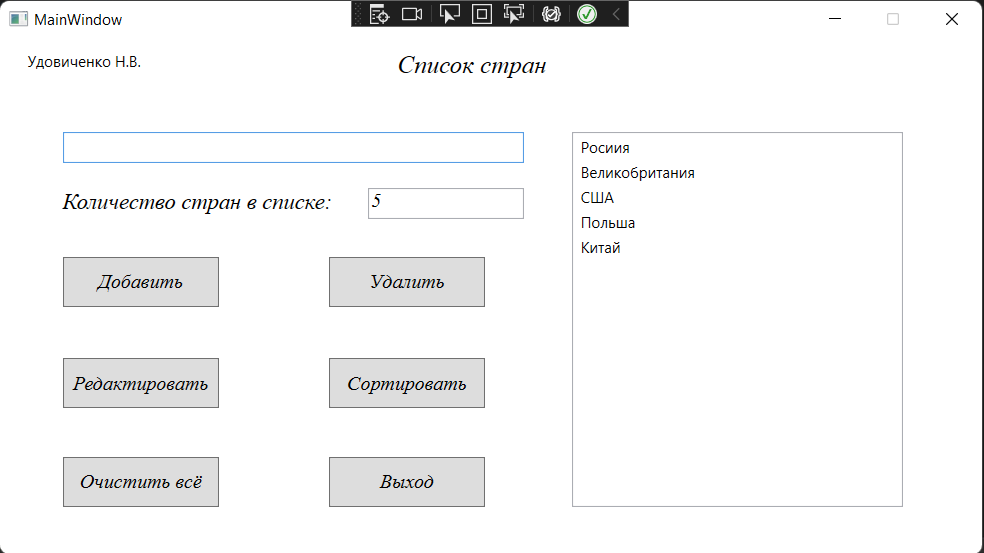 MainWindow
Удовиченко Н.В.
Список стран
Количество стран в списке:
5
Добавить
Удалить
Редактировать
Сортировать
Очистить всё
Выход
Росиия
Великобритания
США
Польша
Китай